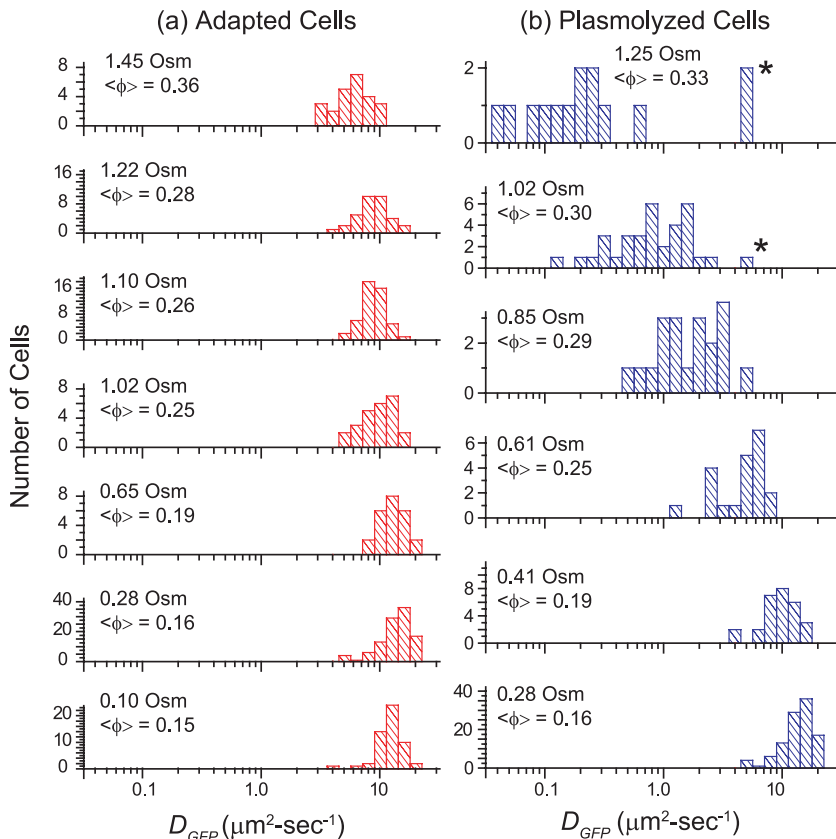 (a) Adapted Cells
(b) Plasmolyzed Cells
Number of Cells
1.45 Osm
<ϕ> = 0.36
8
4
0
1.22 Osm
<ϕ> = 0.28
16
8
0
1.10 Osm
<ϕ> = 0.26
16
8
0
1.02 Osm
<ϕ> = 0.25
8
4
0
0.65 Osm
<ϕ> = 0.19
8
4
0
0.28 Osm
<ϕ> = 0.16
40
20
0
0.10 Osm
<ϕ> = 0.15
20
10
0
0.1 1.0 10
D_GFP (μm²-sec⁻¹)
1.25 Osm
<ϕ> = 0.33
*
2
1
0
1.02 Osm
<ϕ> = 0.30
*
6
4
2
0
0.85 Osm
<ϕ> = 0.29
2
0
0.61 Osm
<ϕ> = 0.25
6
4
2
0
0.41 Osm
<ϕ> = 0.19
8
4
0
0.28 Osm
<ϕ> = 0.16
40
20
0
0.1 1.0 10
D_GFP (μm²-sec⁻¹)